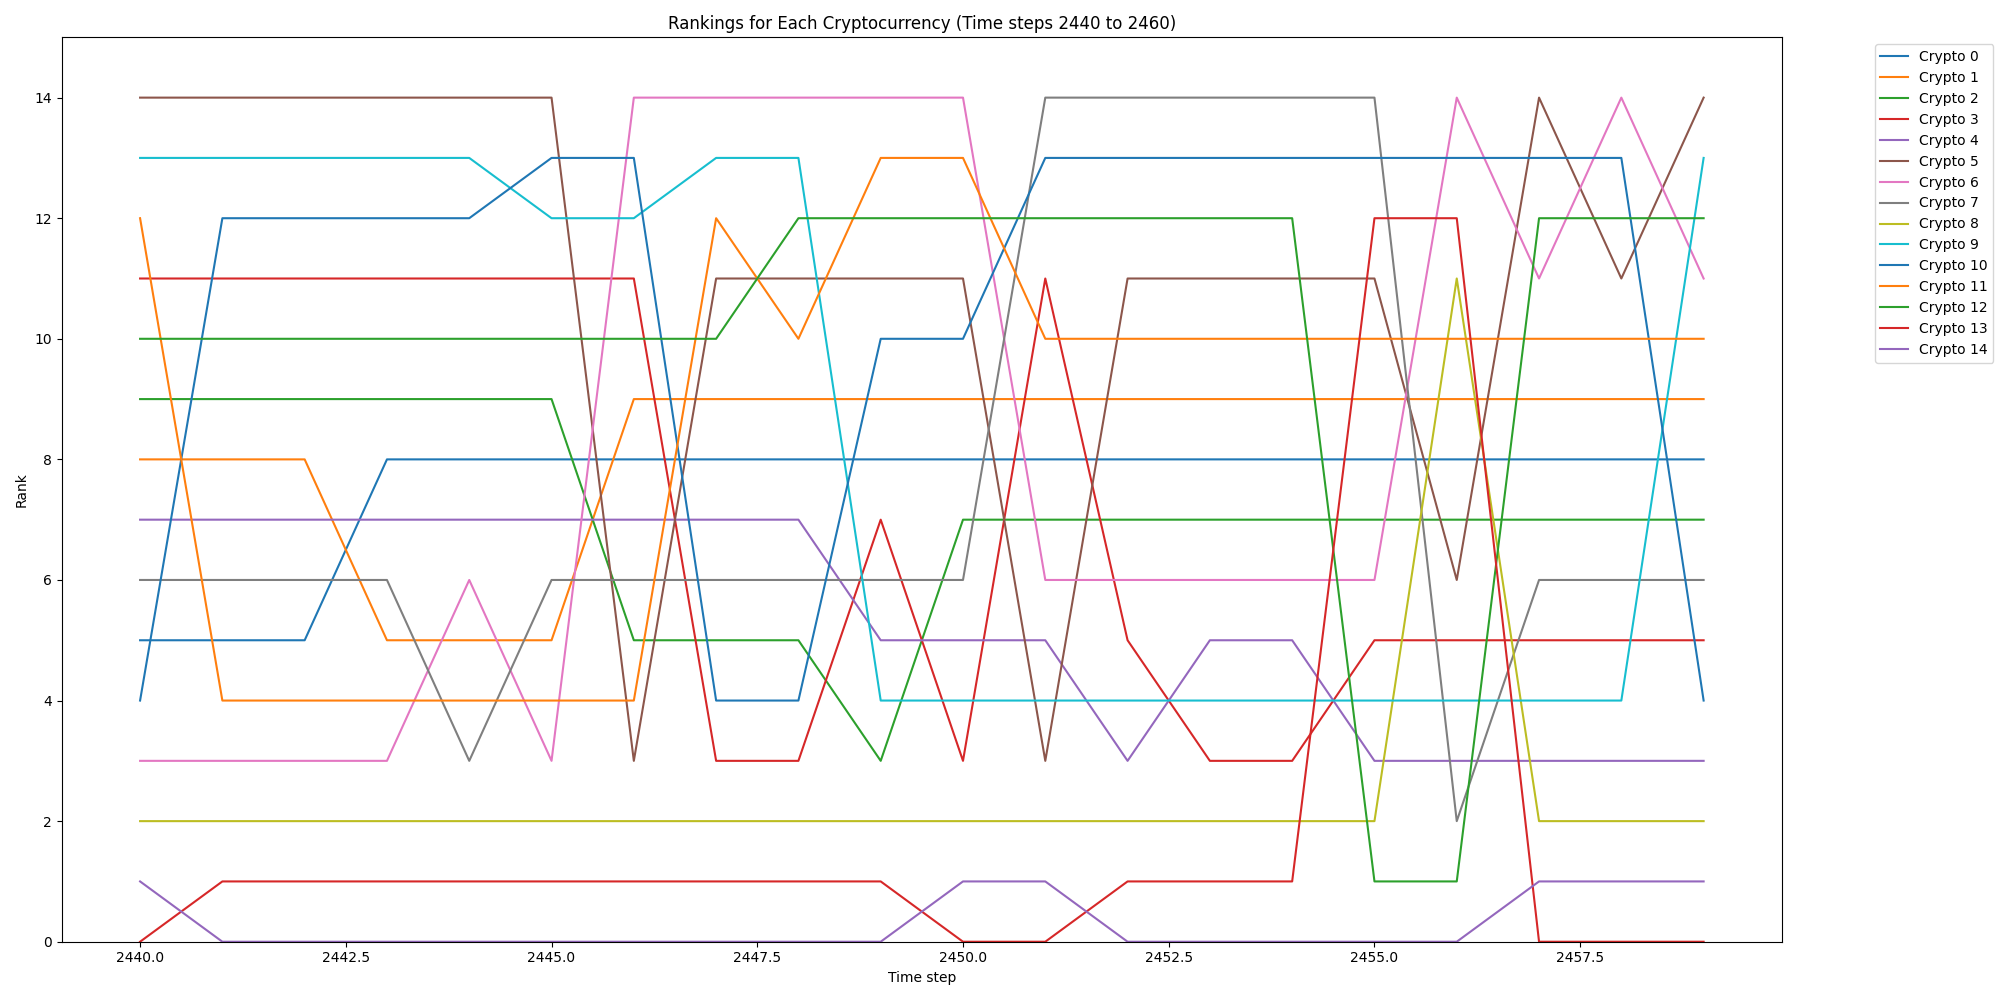 Rankings for Each Cryptocurrency (Time steps 2440 to 2460)
Rank
14
12
10
8
6
4
2
0
2440.0 2442.5 2445.0 2447.5 2450.0 2452.5 2455.0 2457.5
Time step
Crypto 0
Crypto 1
Crypto 2
Crypto 3
Crypto 4
Crypto 5
Crypto 6
Crypto 7
Crypto 8
Crypto 9
Crypto 10
Crypto 11
Crypto 12
Crypto 13
Crypto 14